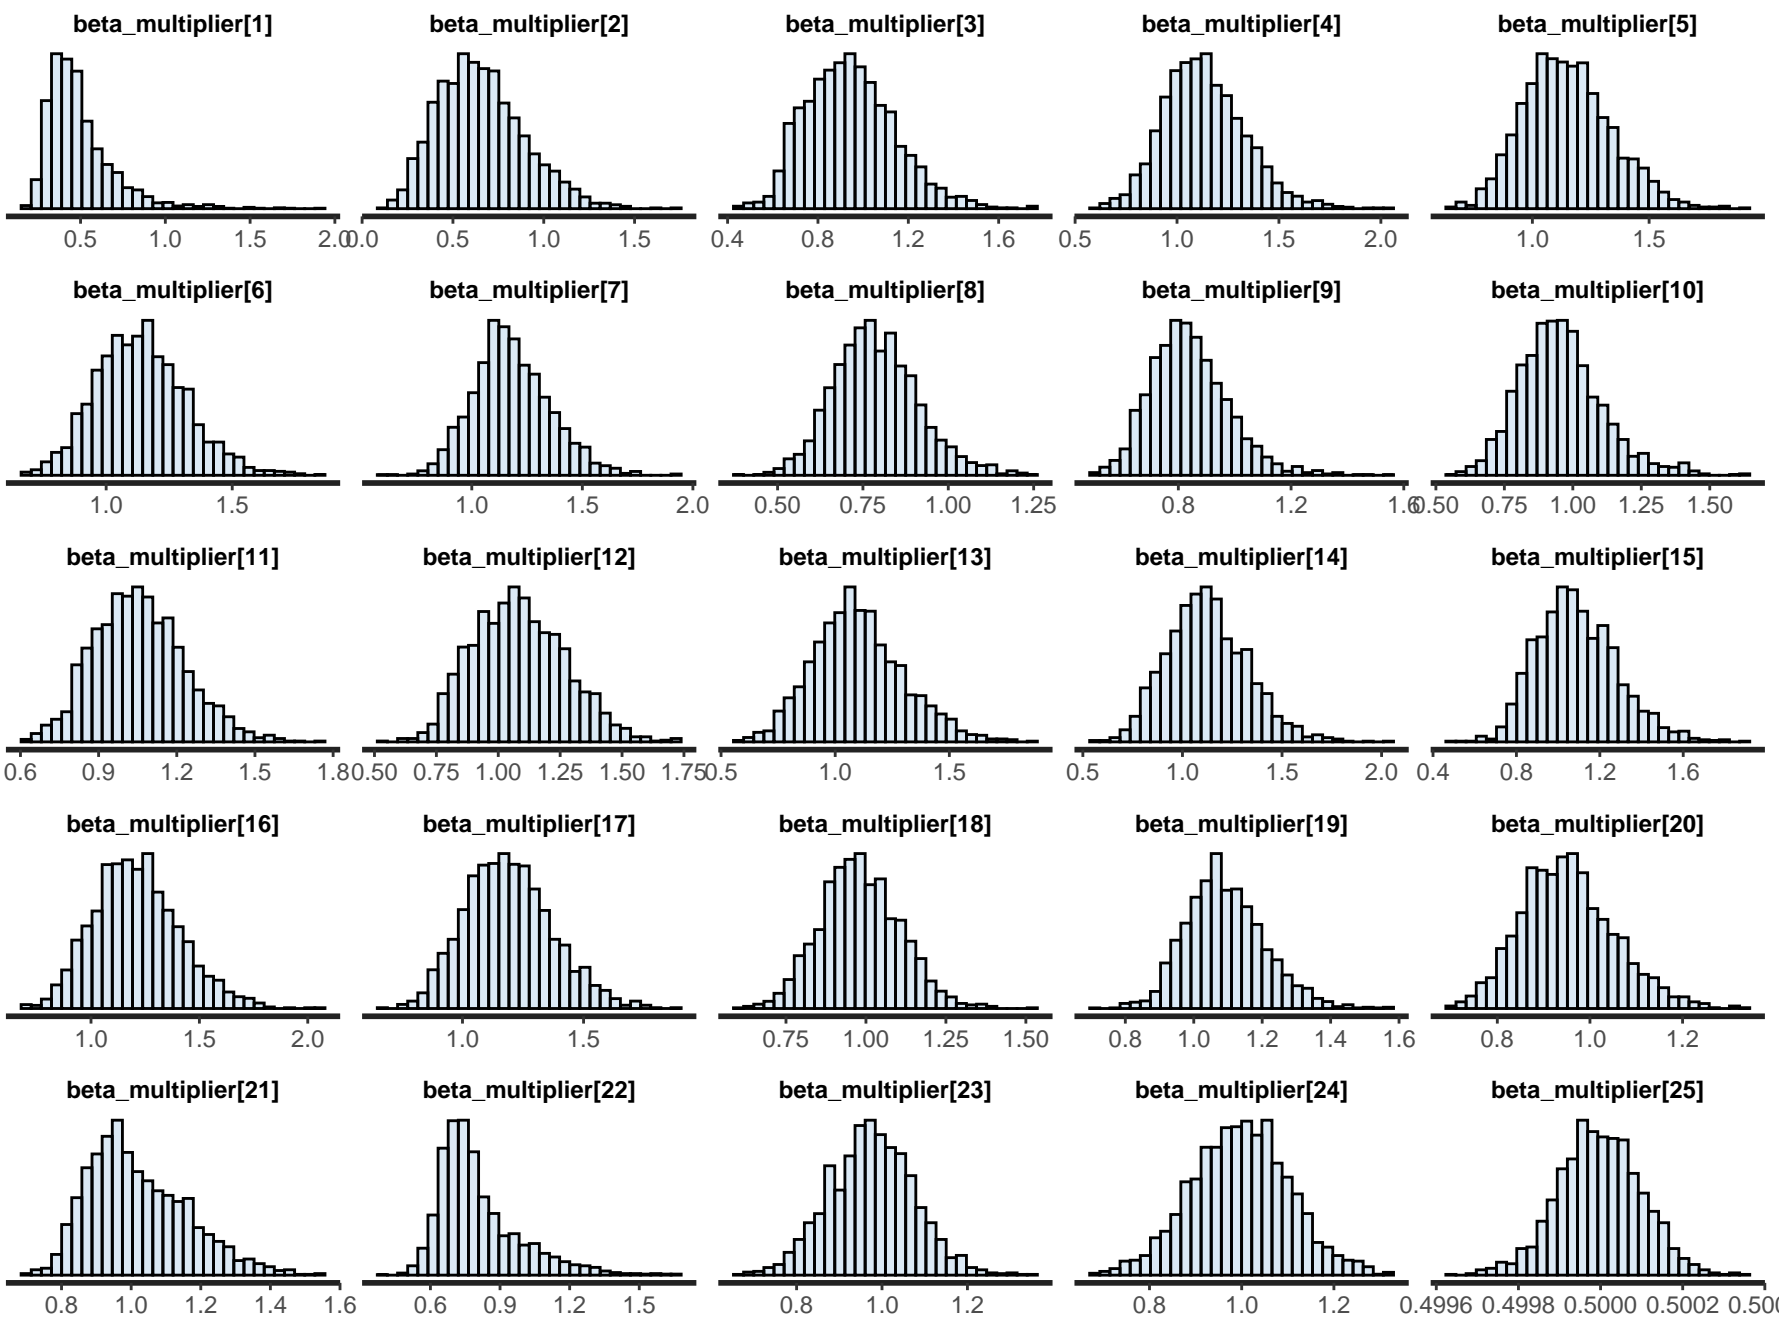 beta_multiplier[1] beta_multiplier[2] beta_multiplier[3] beta_multiplier[4] beta_multiplier[5]
0.5 1.0 1.5 2.0 0.0 0.5 1.0 1.5 0.4 0.8 1.2 1.6 0.5 1.0 1.5 2.0 1.0 1.5
beta_multiplier[6] beta_multiplier[7] beta_multiplier[8] beta_multiplier[9] beta_multiplier[10]
1.0 1.5 1.0 1.5 2.0 0.50 0.75 1.00 1.25 0.8 1.2 1.6 0.50 0.75 1.00 1.25 1.50
beta_multiplier[11] beta_multiplier[12] beta_multiplier[13] beta_multiplier[14] beta_multiplier[15]
0.6 0.9 1.2 1.5 1.8 0.50 0.75 1.00 1.25 1.50 1.75 0.5 1.0 1.5 0.5 1.0 1.5 2.0 0.4 0.8 1.2 1.6
beta_multiplier[16] beta_multiplier[17] beta_multiplier[18] beta_multiplier[19] beta_multiplier[20]
1.0 1.5 2.0 1.0 1.5 0.75 1.00 1.25 1.50 0.8 1.0 1.2 1.4 1.6 0.8 1.0 1.2
beta_multiplier[21] beta_multiplier[22] beta_multiplier[23] beta_multiplier[24] beta_multiplier[25]
0.8 1.0 1.2 1.4 1.6 0.6 0.9 1.2 1.5 0.8 1.0 1.2 0.8 1.0 1.2 0.4996 0.4998 0.5000 0.5002